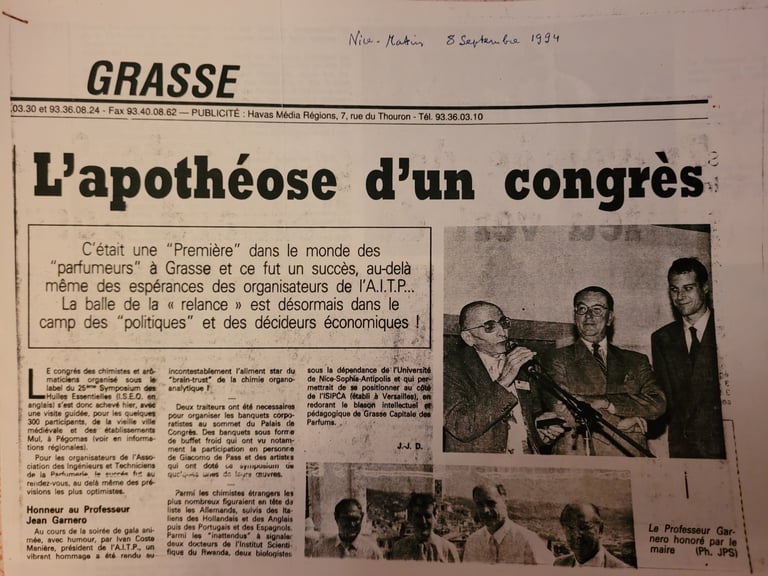 Nice-Matin 8 Septembre 1994
GRASSE
.03.30 et 93.36.08.24 - Fax 93.40.08.62 — PUBLICITÉ : Havas Média Régions, 7, rue du Thouron - Tél. 93.36.03.10
L'apothéose d'un congrès
C'était une "Première" dans le monde des
"parfumeurs" à Grasse et ce fut un succès, au-delà
même des espérances des organisateurs de l'A.I.T.P...
La balle de la « relance » est désormais dans le
camp des "politiques" et des décideurs économiques !
LE congrès des chimistes et aro-
maticiens organisé sous le
label du 25ème Symposium des
Huiles Essentielles (I.S.E.O. en
anglais) s'est donc achevé hier, avec
une visite guidée, pour les quelques
300 participants, de la vieille ville
médiévale et des établissements
Mul, à Pégomas (voir en informa-
tions régionales).
Pour les organisateurs de l'As-
sociation des Ingénieurs et Techniciens
de la Parfumerie, le succès fut au
rendez-vous, au delà même des pré-
visions les plus optimistes.
Honneur au Professeur
Jean Garnero
Au cours de la soirée de gala ani-
mée, avec humour, par Ivan Coste
Manière, président de l'A.I.T.P., un
vibrant hommage a été rendu au
incontestablement l'aliment star du
"brain-trust" de la chimie organo-
analytique !
Deux traiteurs ont été nécessaires
pour organiser les banquets corpo-
ratistes au sommet du Palais de
Congrès. Des banquets sous forme
de buffet froid qui ont vu notam-
ment la participation en personne
de Giacomo de Pass et des artistes
qui ont doté ce symposium de
quelques unes de leurs œuvres.
Parmi les chimistes étrangers les
plus nombreux figuraient en tête de
liste les Allemands, suivis des Ita-
liens des Hollandais et des Anglais
puis des Portugais et des Espagnols.
Parmi les "inattendus" à signaler
deux docteurs de l'Institut Scienti-
fique du Rwanda, deux biologistes
sous la dépendance de l'Université
de Nice-Sophia-Antipolis et qui per-
mettrait de se positionner au côté
de l'ISIPCA (établi à Versailles), en
redorant le blason intellectuel et
pédagogique de Grasse Capitale des
Parfums.
J.-J. D.
Le Professeur Gar-
nero honoré par le
maire (Ph. JPS)